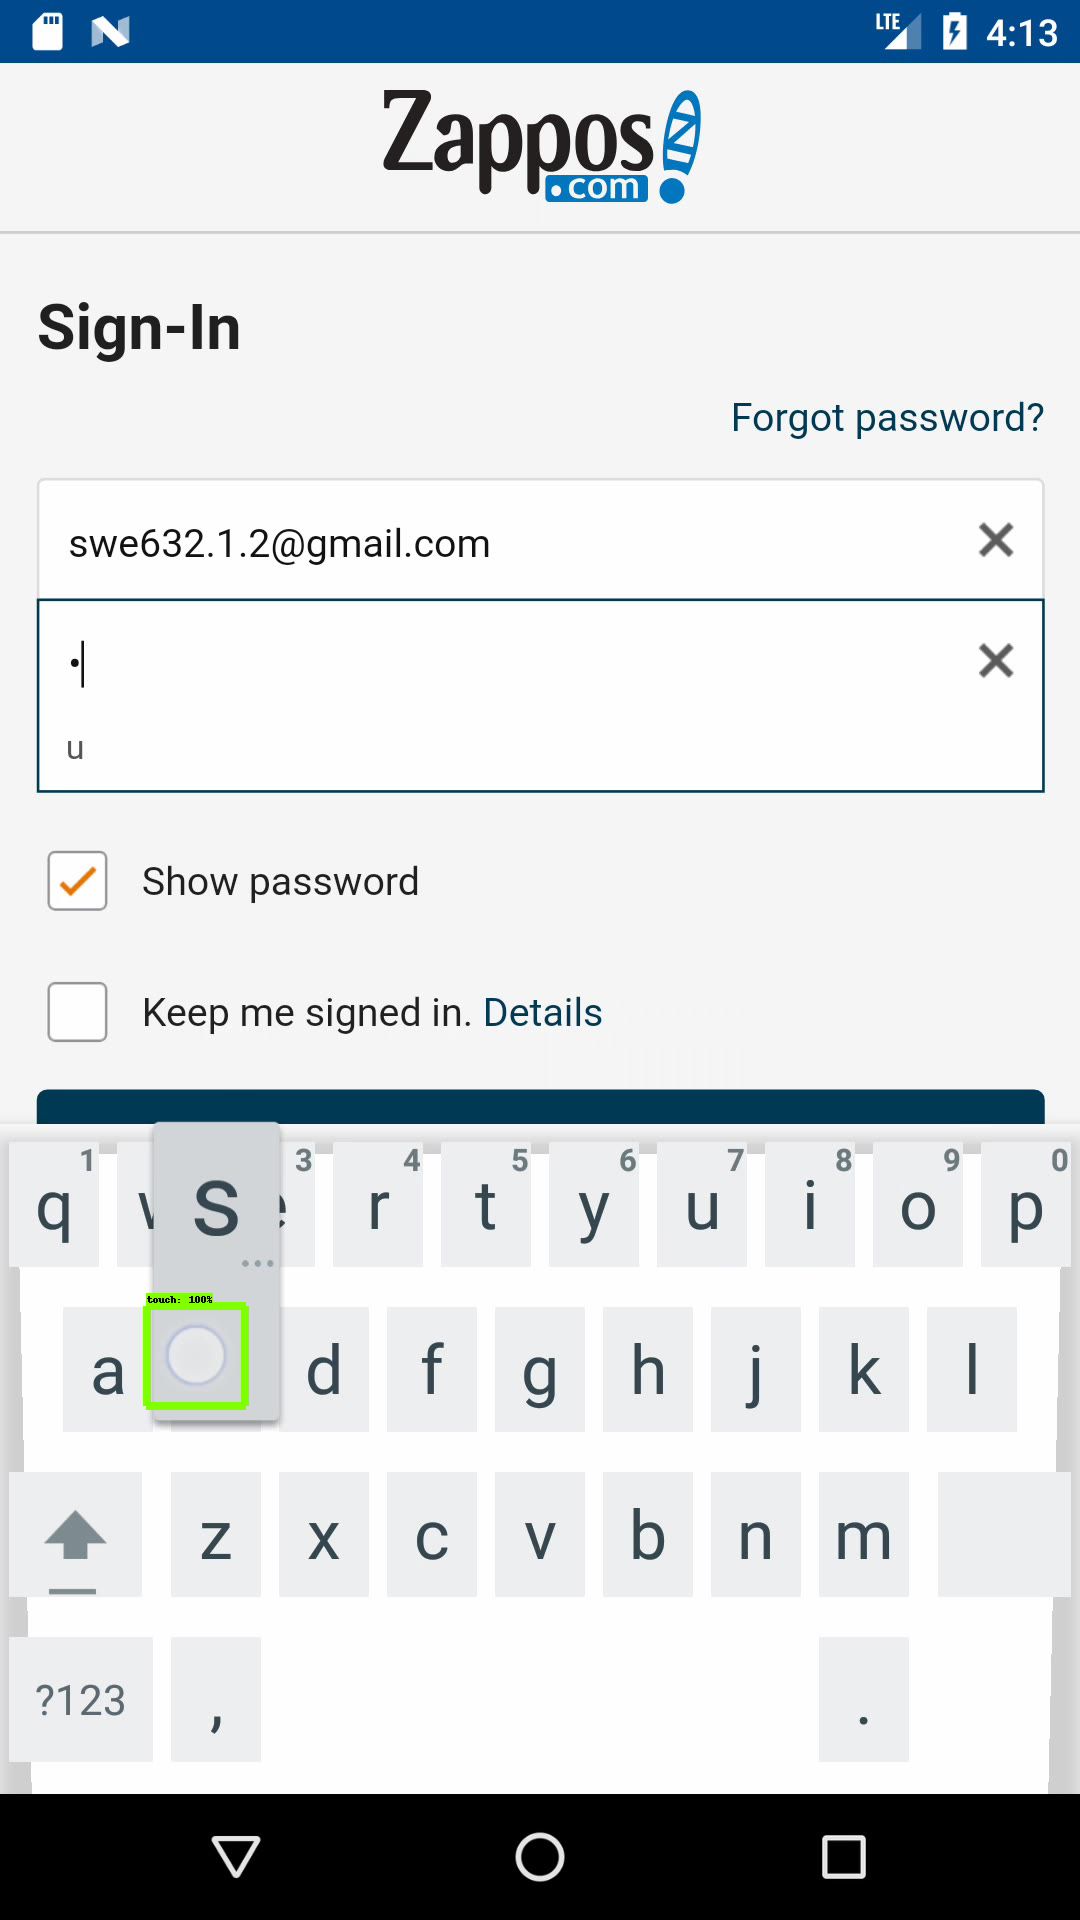 LTE 4:13
Zappos
.com
Sign-In
Forgot password?
swe632.1.2@gmail.com
•
u
Show password
Keep me signed in. Details
1 3 4 5 6 7 8 9 0
q w e r t y u i o p
s
...
touch: 100%
a d f g h j k l
z x c v b n m
?123 , .